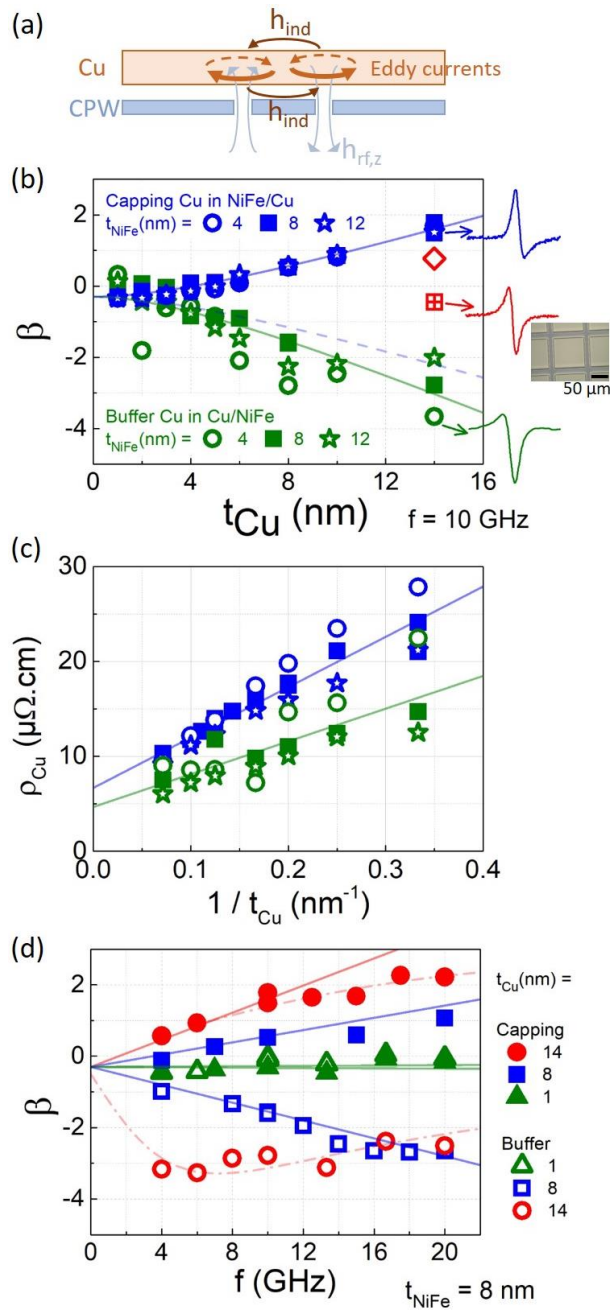 (a)
h_ind
Cu
Eddy currents
CPW
h_ind
h_rf,z
(b)
Capping Cu in NiFe/Cu
t_NiFe(nm) = 4 8 12
2
0
β
-2
-4
Buffer Cu in Cu/NiFe
t_NiFe(nm) = 4 8 12
50 µm
0 4 8 12 16
t_Cu (nm)
f = 10 GHz
(c)
30
20
10
0
ρ_Cu (µΩ.cm)
0.0 0.1 0.2 0.3 0.4
1 / t_Cu (nm⁻¹)
(d)
2
0
-2
-4
β
t_Cu(nm) =
Capping
14
8
1
Buffer
1
8
14
0 4 8 12 16 20
f (GHz)
t_NiFe = 8 nm